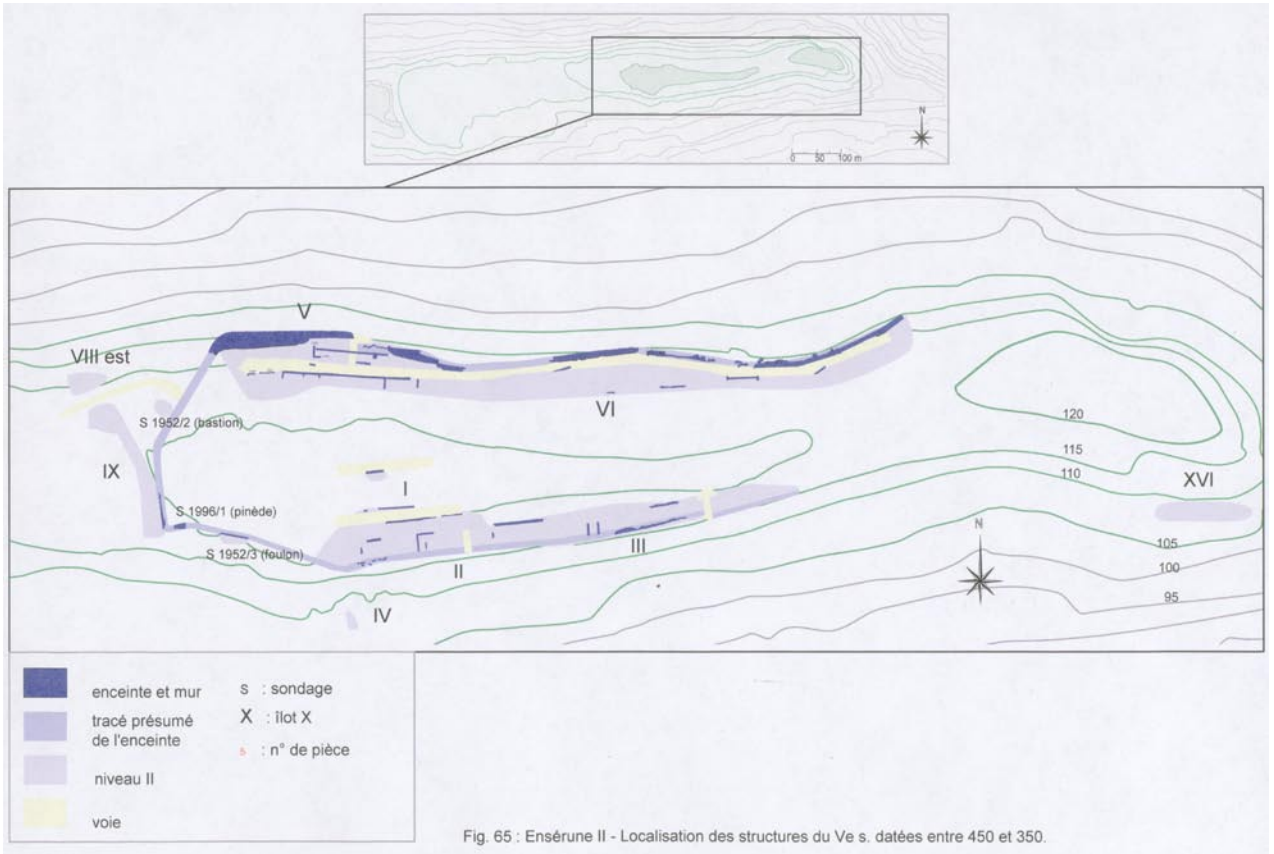 N
0 50 100 m
V
VIII est
S 1952/2 (bastion)
VI
120
IX
115
I
110
XVI
S 1996/1 (pinède)
N
S 1952/3 (foulon)
III
105
II
100
IV
95
enceinte et mur
S : sondage
tracé présumé
de l'enceinte
X : îlot X
s : n° de pièce
niveau II
voie
Fig. 65 : Ensérune II - Localisation des structures du Ve s. datées entre 450 et 350.